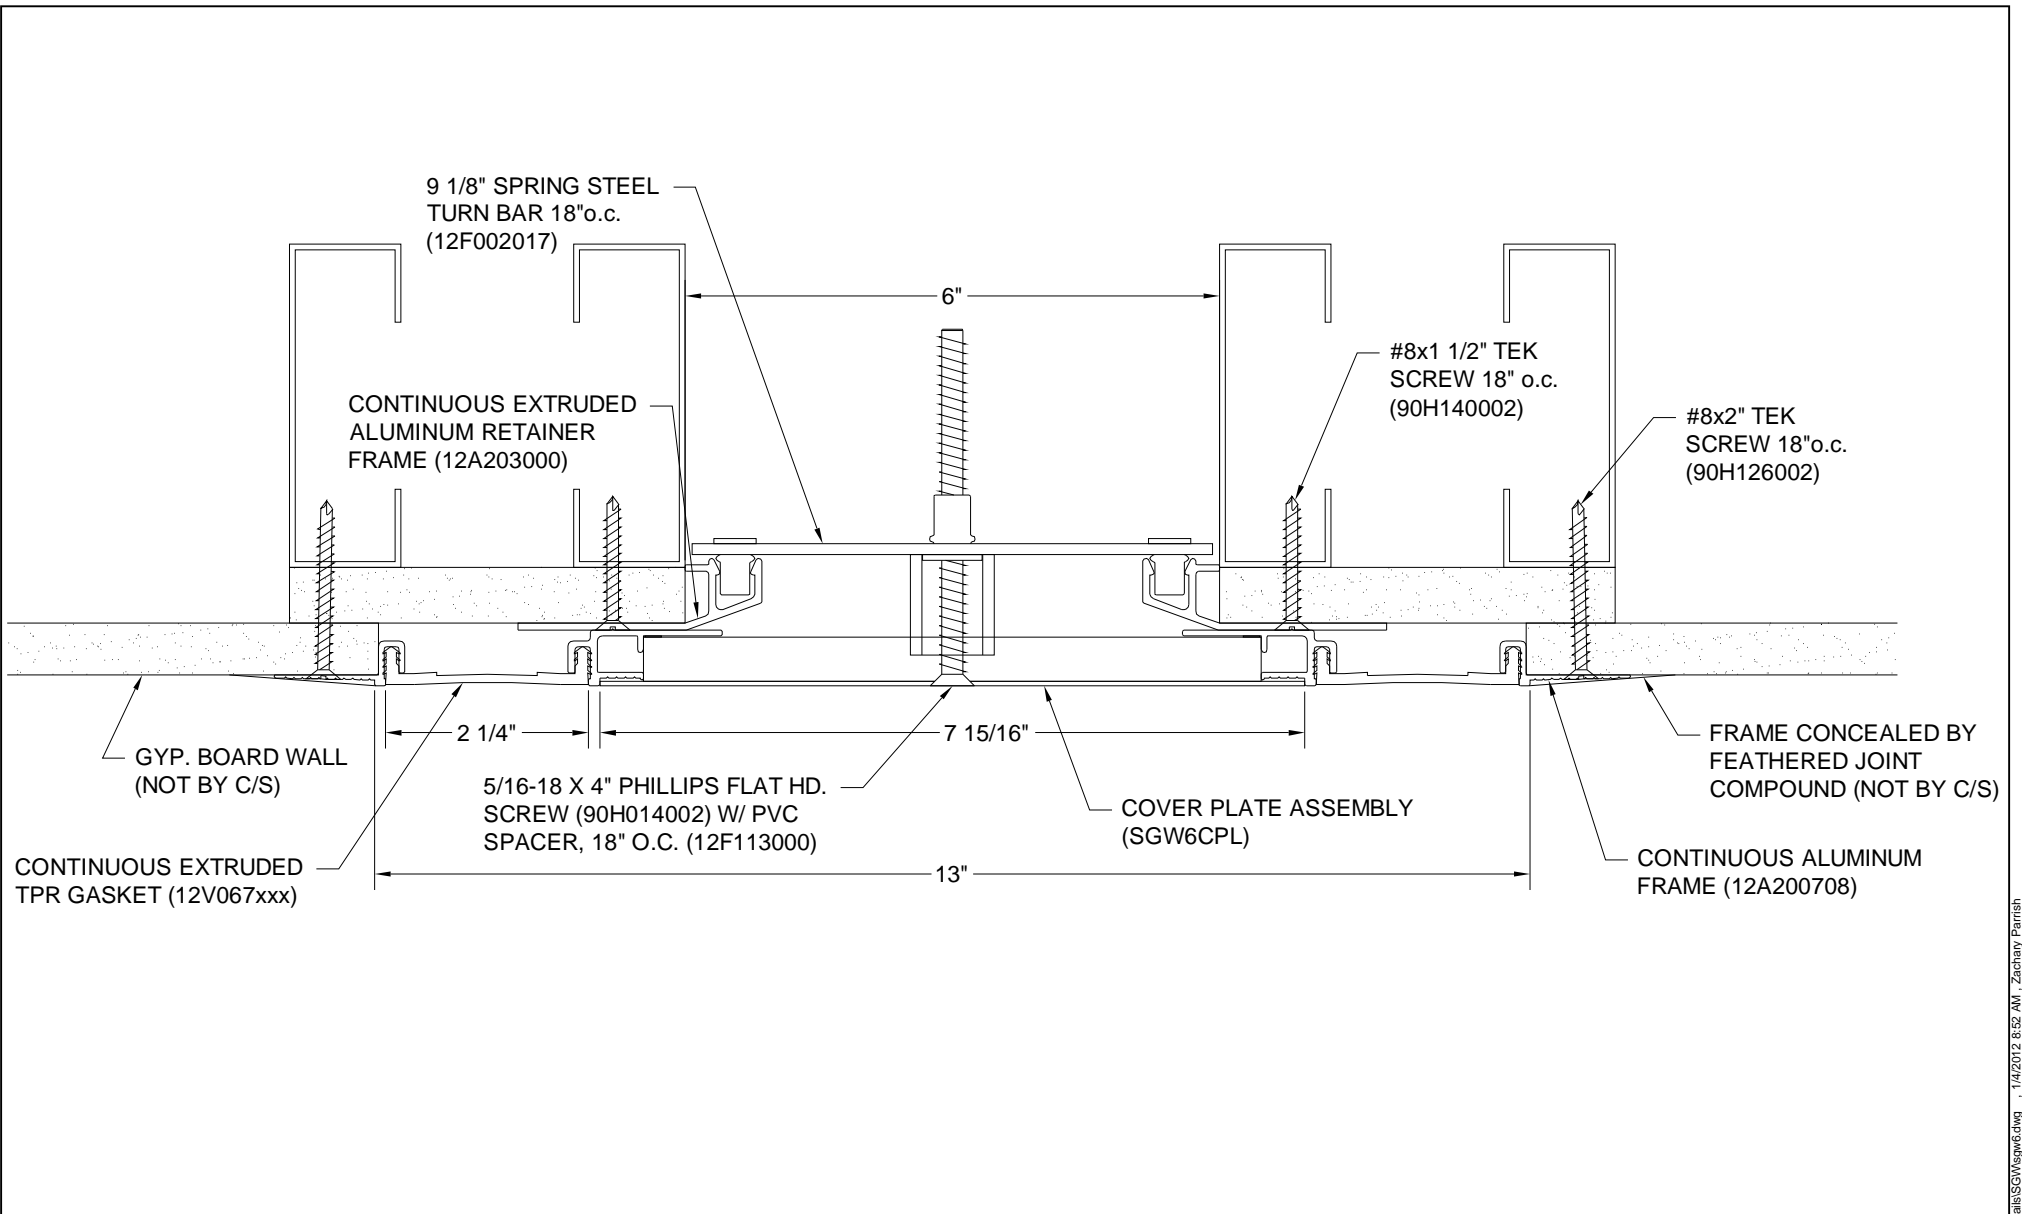 9 1/8" SPRING STEEL
TURN BAR 18"o.c.
(12F002017)
6"
CONTINUOUS EXTRUDED
ALUMINUM RETAINER
FRAME (12A203000)
#8x1 1/2" TEK
SCREW 18" o.c.
(90H140002)
#8x2" TEK
SCREW 18"o.c.
(90H126002)
2 1/4"
7 15/16"
GYP. BOARD WALL
(NOT BY C/S)
5/16-18 X 4" PHILLIPS FLAT HD.
SCREW (90H014002) W/ PVC
SPACER, 18" O.C. (12F113000)
COVER PLATE ASSEMBLY
(SGW6CPL)
FRAME CONCEALED BY
FEATHERED JOINT
COMPOUND (NOT BY C/S)
CONTINUOUS EXTRUDED
TPR GASKET (12V067xxx)
13"
CONTINUOUS ALUMINUM
FRAME (12A200708)
ails\SGW\sgw6.dwg , 1/4/2012 8:52 AM , Zachary Parrish